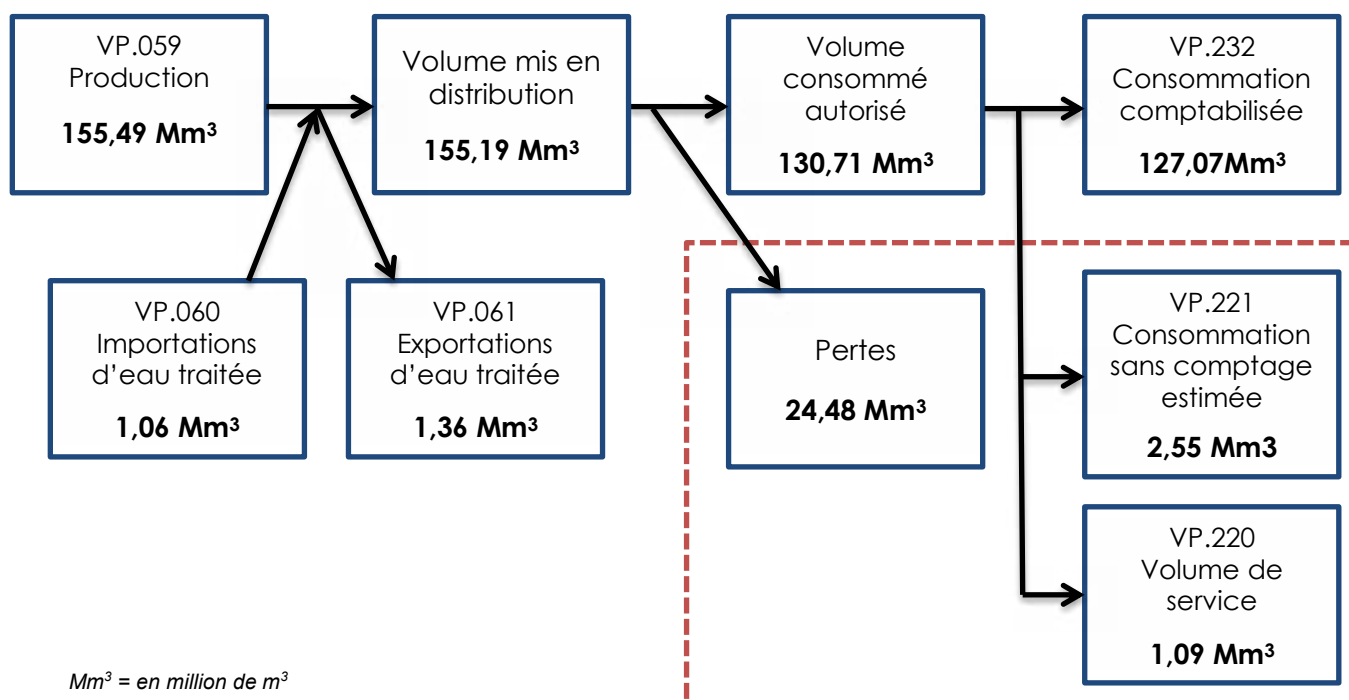 VP.059
Production
155,49 Mm³
Volume mis en
distribution
155,19 Mm³
Volume
consommé
autorisé
130,71 Mm³
VP.232
Consommation
comptabilisée
127,07Mm³
VP.060
Importations
d’eau traitée
1,06 Mm³
VP.061
Exportations
d’eau traitée
1,36 Mm³
Pertes
24,48 Mm³
VP.221
Consommation
sans comptage
estimée
2,55 Mm3
VP.220
Volume de
service
1,09 Mm³
Mm³ = en million de m³